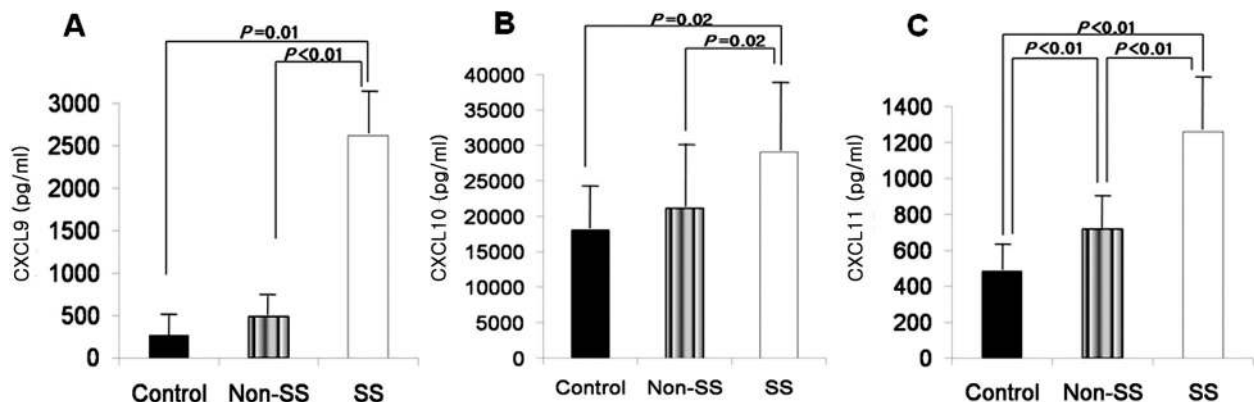 A
P=0.01
P<0.01
CXCL9 (pg/ml)
3000
2500
2000
1500
1000
500
0
Control Non-SS SS
B
P=0.02
P=0.02
CXCL10 (pg/ml)
40000
35000
30000
25000
20000
15000
10000
5000
0
Control Non-SS SS
C
P<0.01
P<0.01 P<0.01
CXCL11 (pg/ml)
1400
1200
1000
800
600
400
200
0
Control Non-SS SS